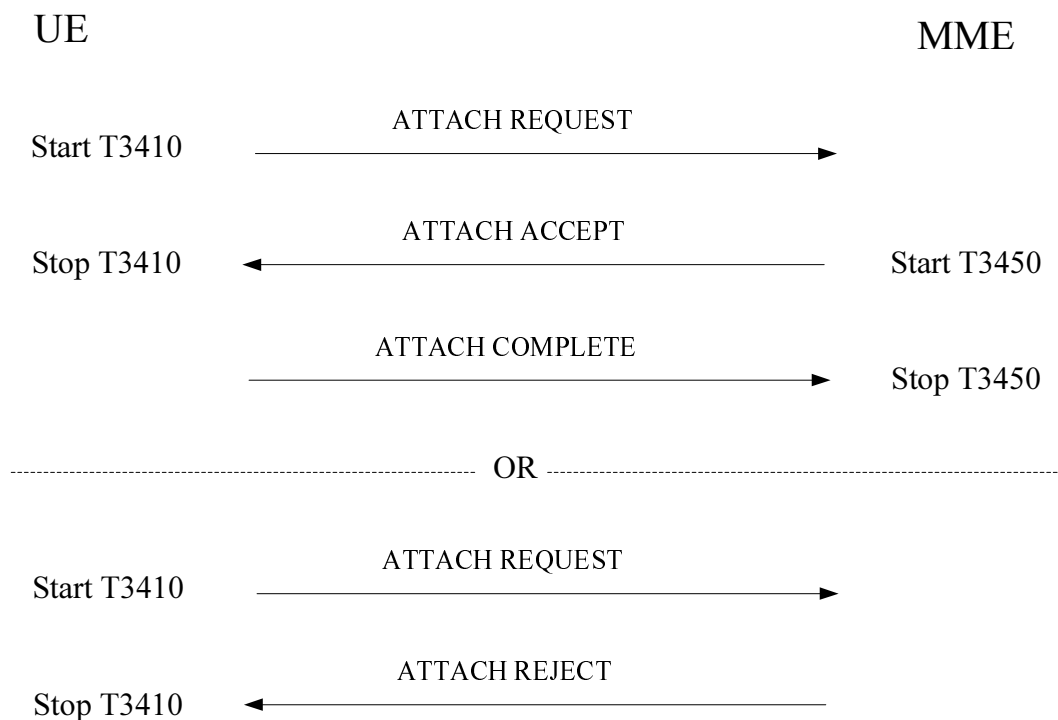 UE
MME
ATTACH REQUEST
Start T3410
ATTACH ACCEPT
Stop T3410
Start T3450
ATTACH COMPLETE
Stop T3450
OR
ATTACH REQUEST
Start T3410
ATTACH REJECT
Stop T3410